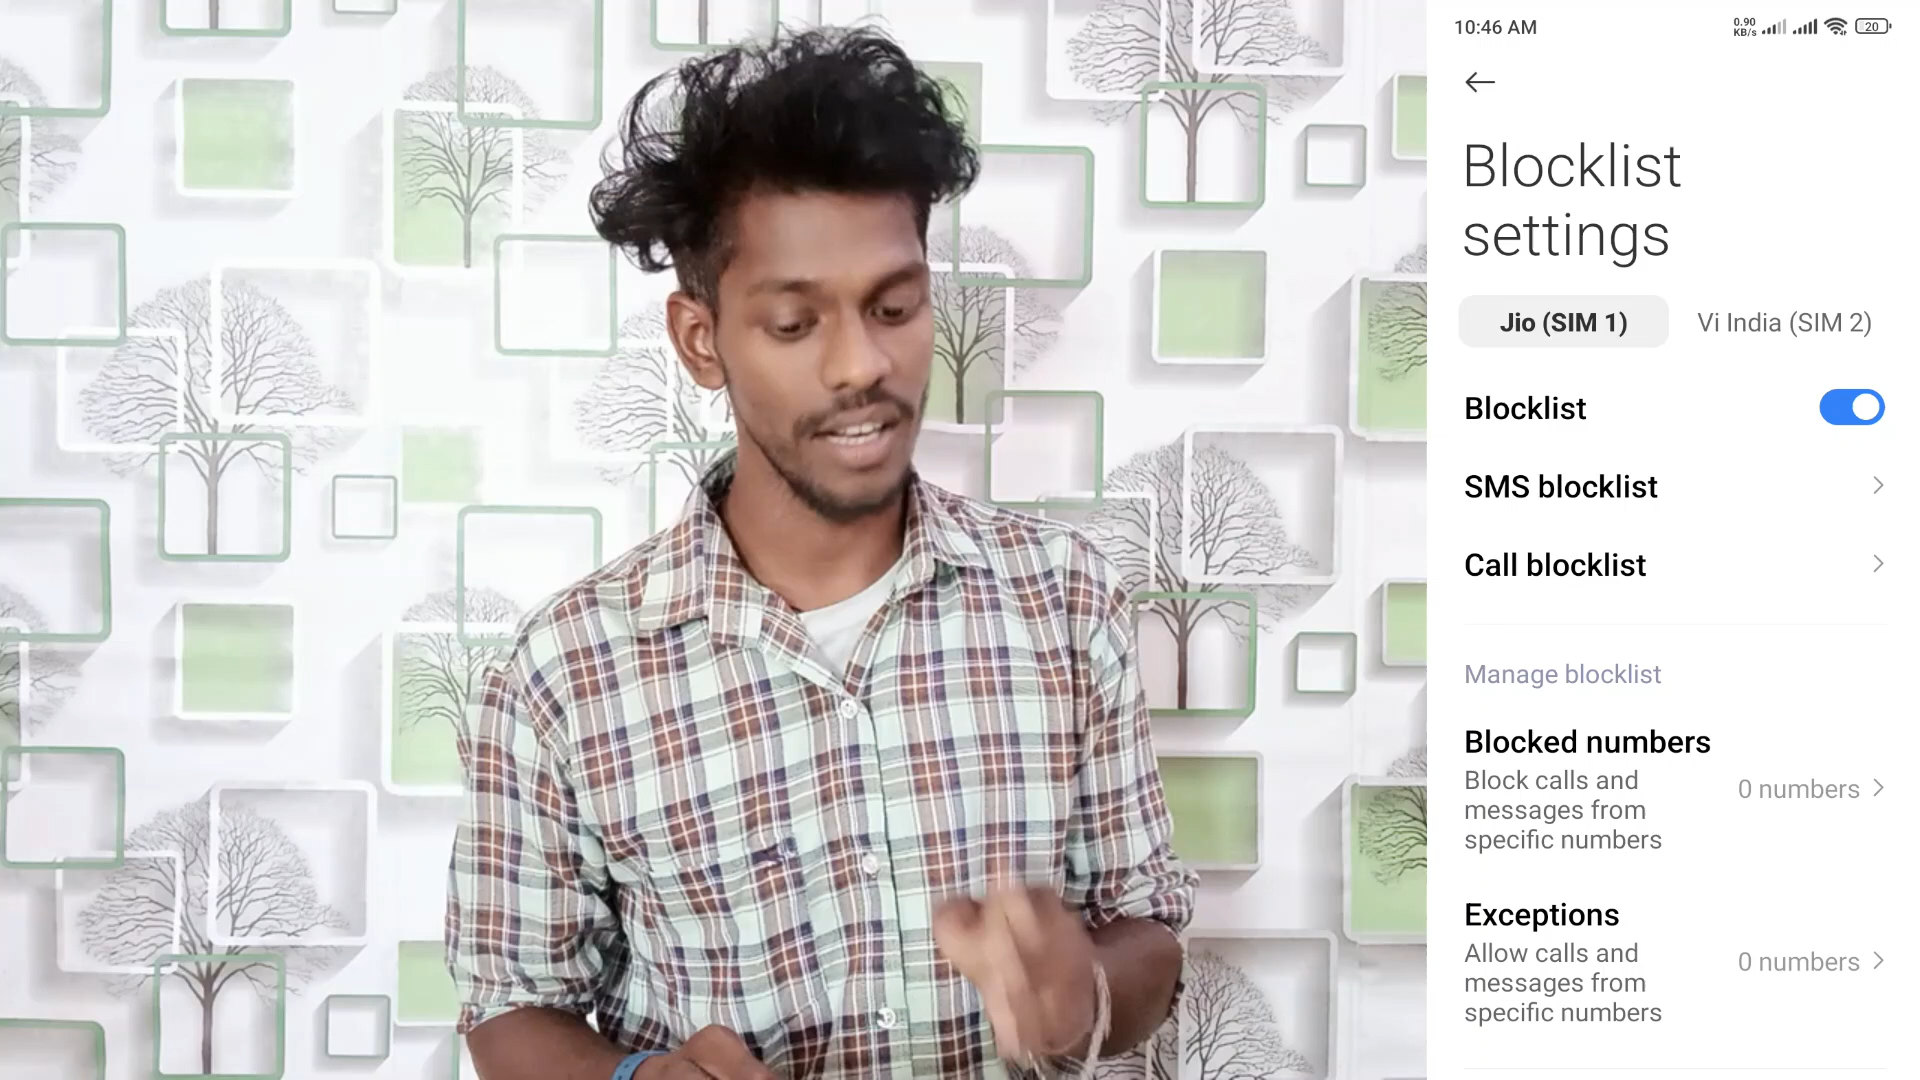 10:46 AM
0.90
KB/s
20
Blocklist
settings
Jio (SIM 1)
Vi India (SIM 2)
Blocklist
SMS blocklist
Call blocklist
Manage blocklist
Blocked numbers
Block calls and
messages from
specific numbers
0 numbers
Exceptions
Allow calls and
messages from
specific numbers
0 numbers